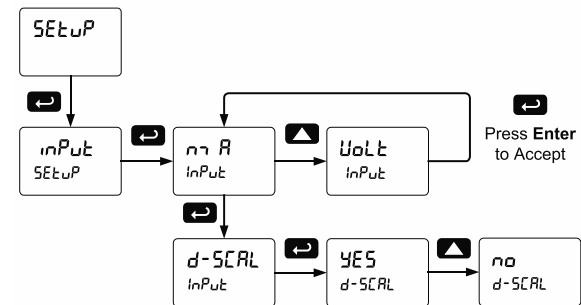 SEtuP
Press Enter
to Accept
inPut
SEtuP
mA
InPut
VoLt
InPut
d-SCAL
InPut
YES
d-SCAL
no
d-SCAL